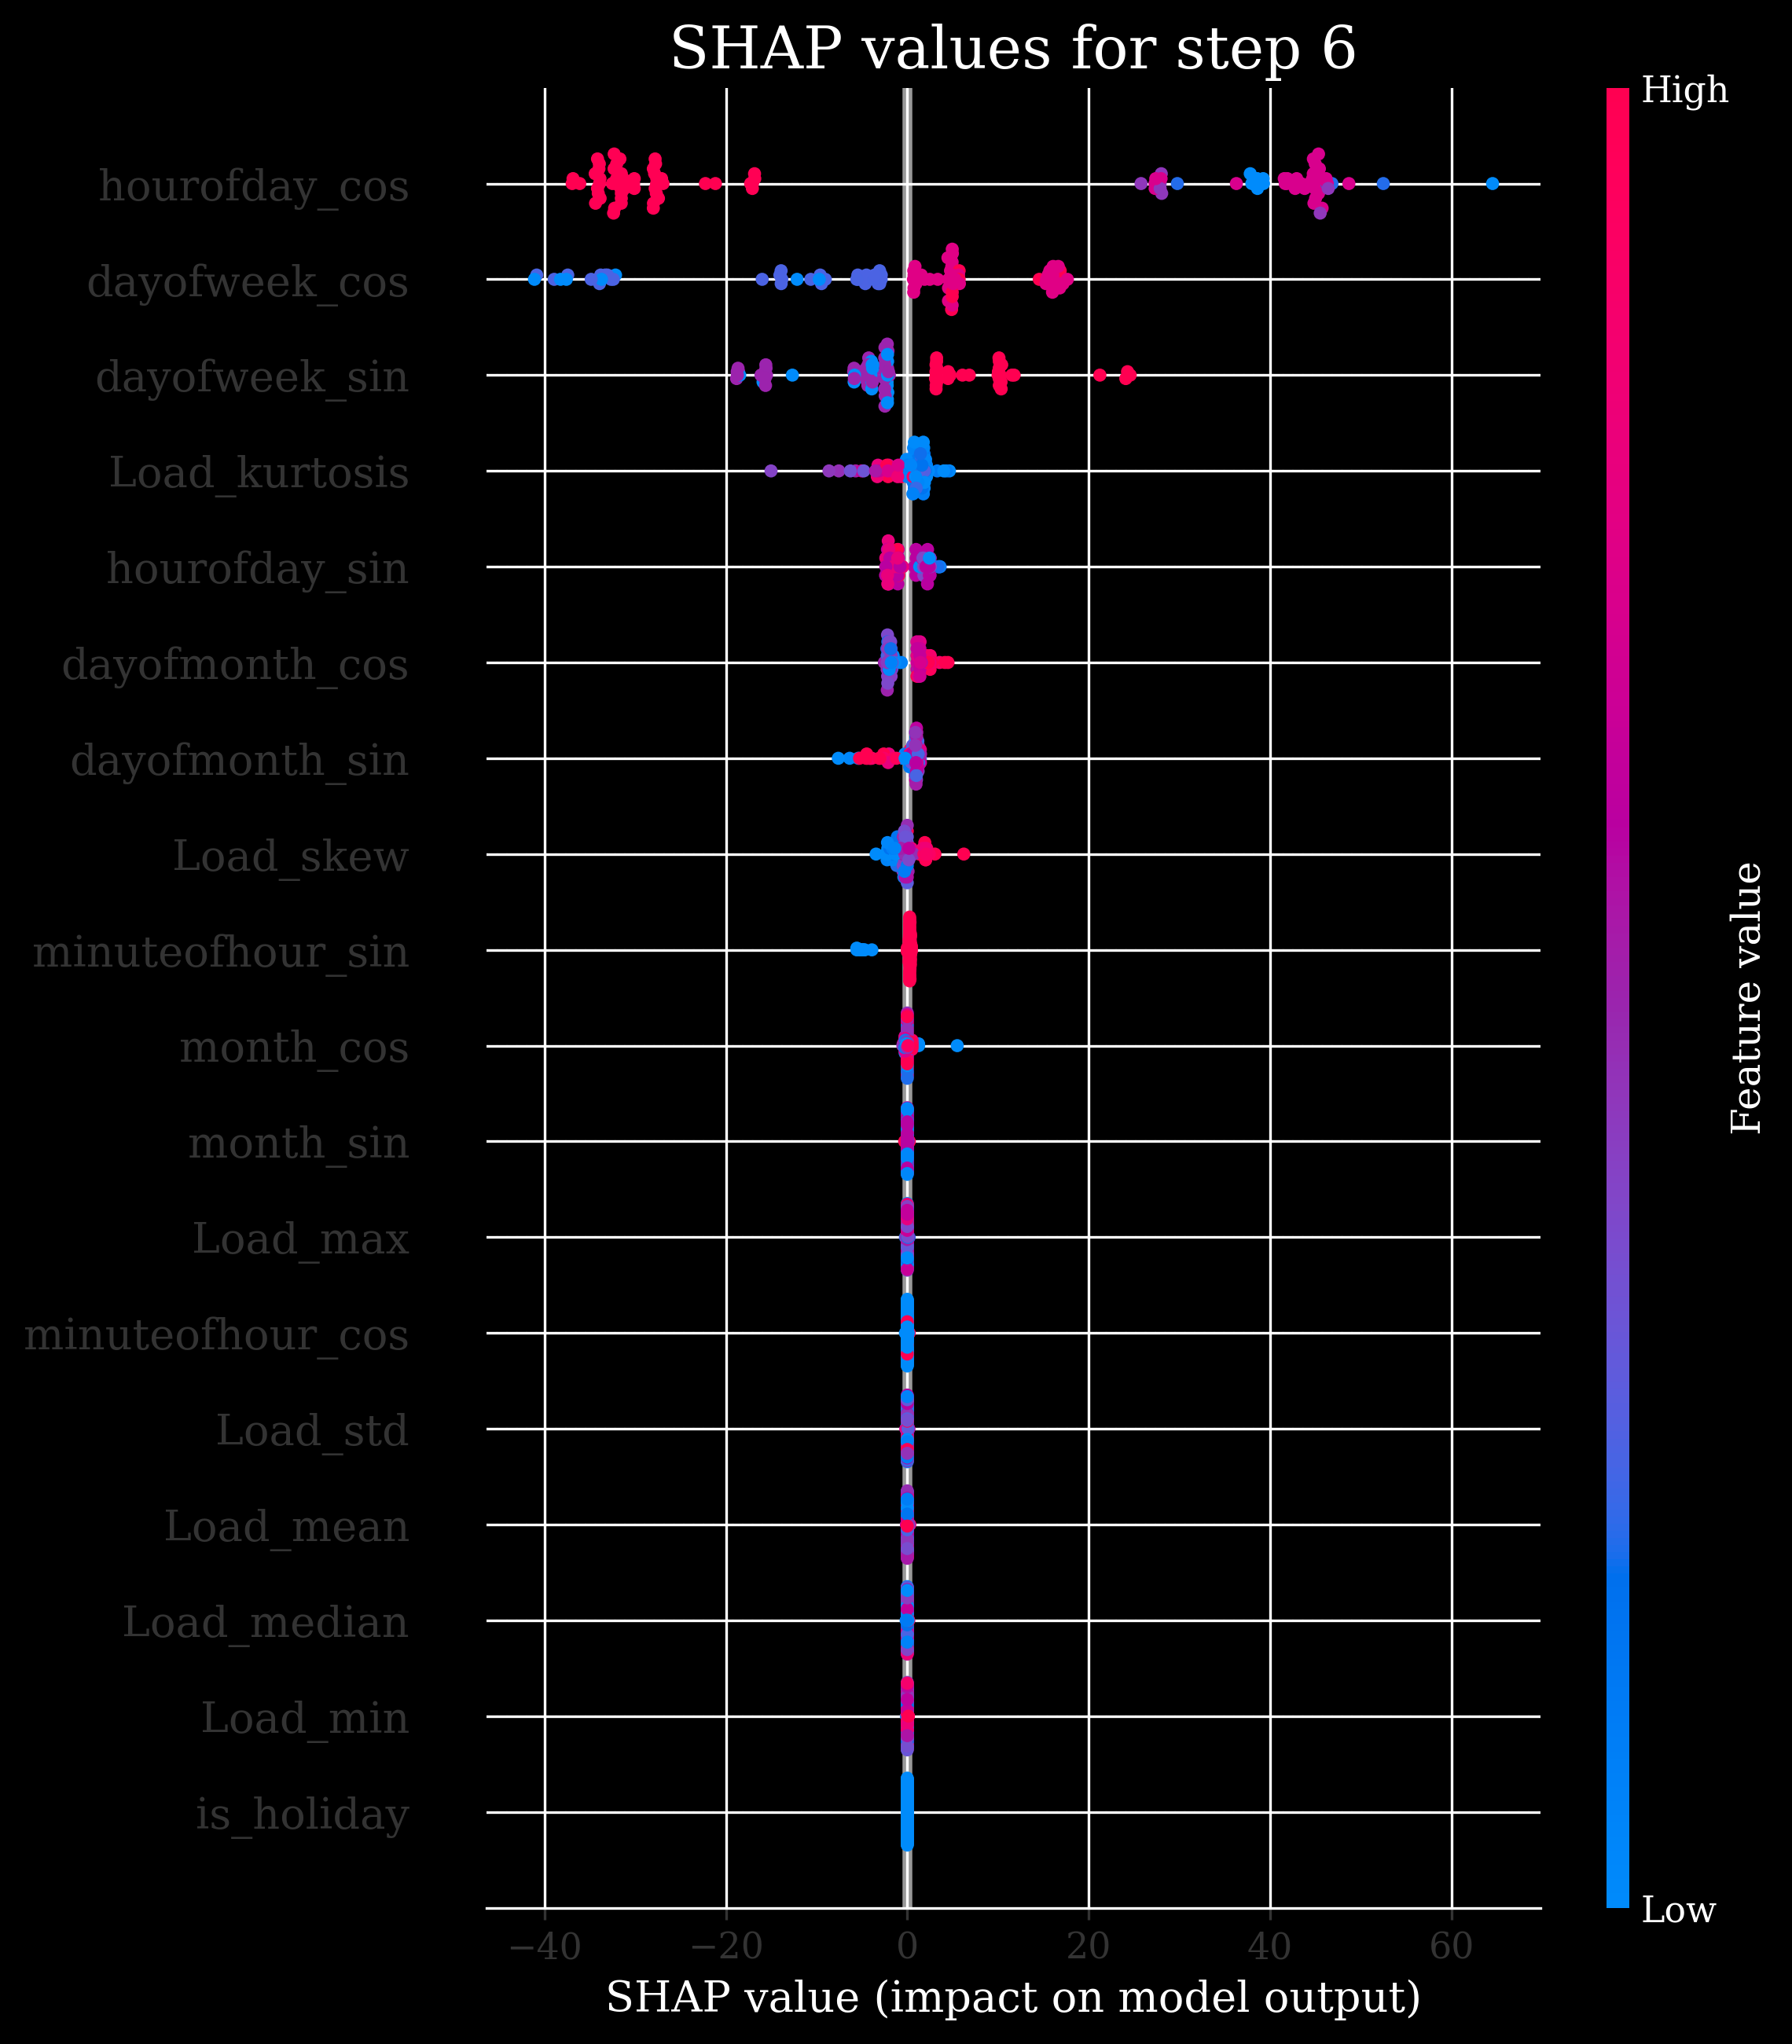 SHAP values for step 6
High
hourofday_cos
dayofweek_cos
dayofweek_sin
Load_kurtosis
hourofday_sin
dayofmonth_cos
dayofmonth_sin
Load_skew
minuteofhour_sin
month_cos
month_sin
Load_max
minuteofhour_cos
Load_std
Load_mean
Load_median
Load_min
is_holiday
Feature value
Low
−40 −20 0 20 40 60
SHAP value (impact on model output)